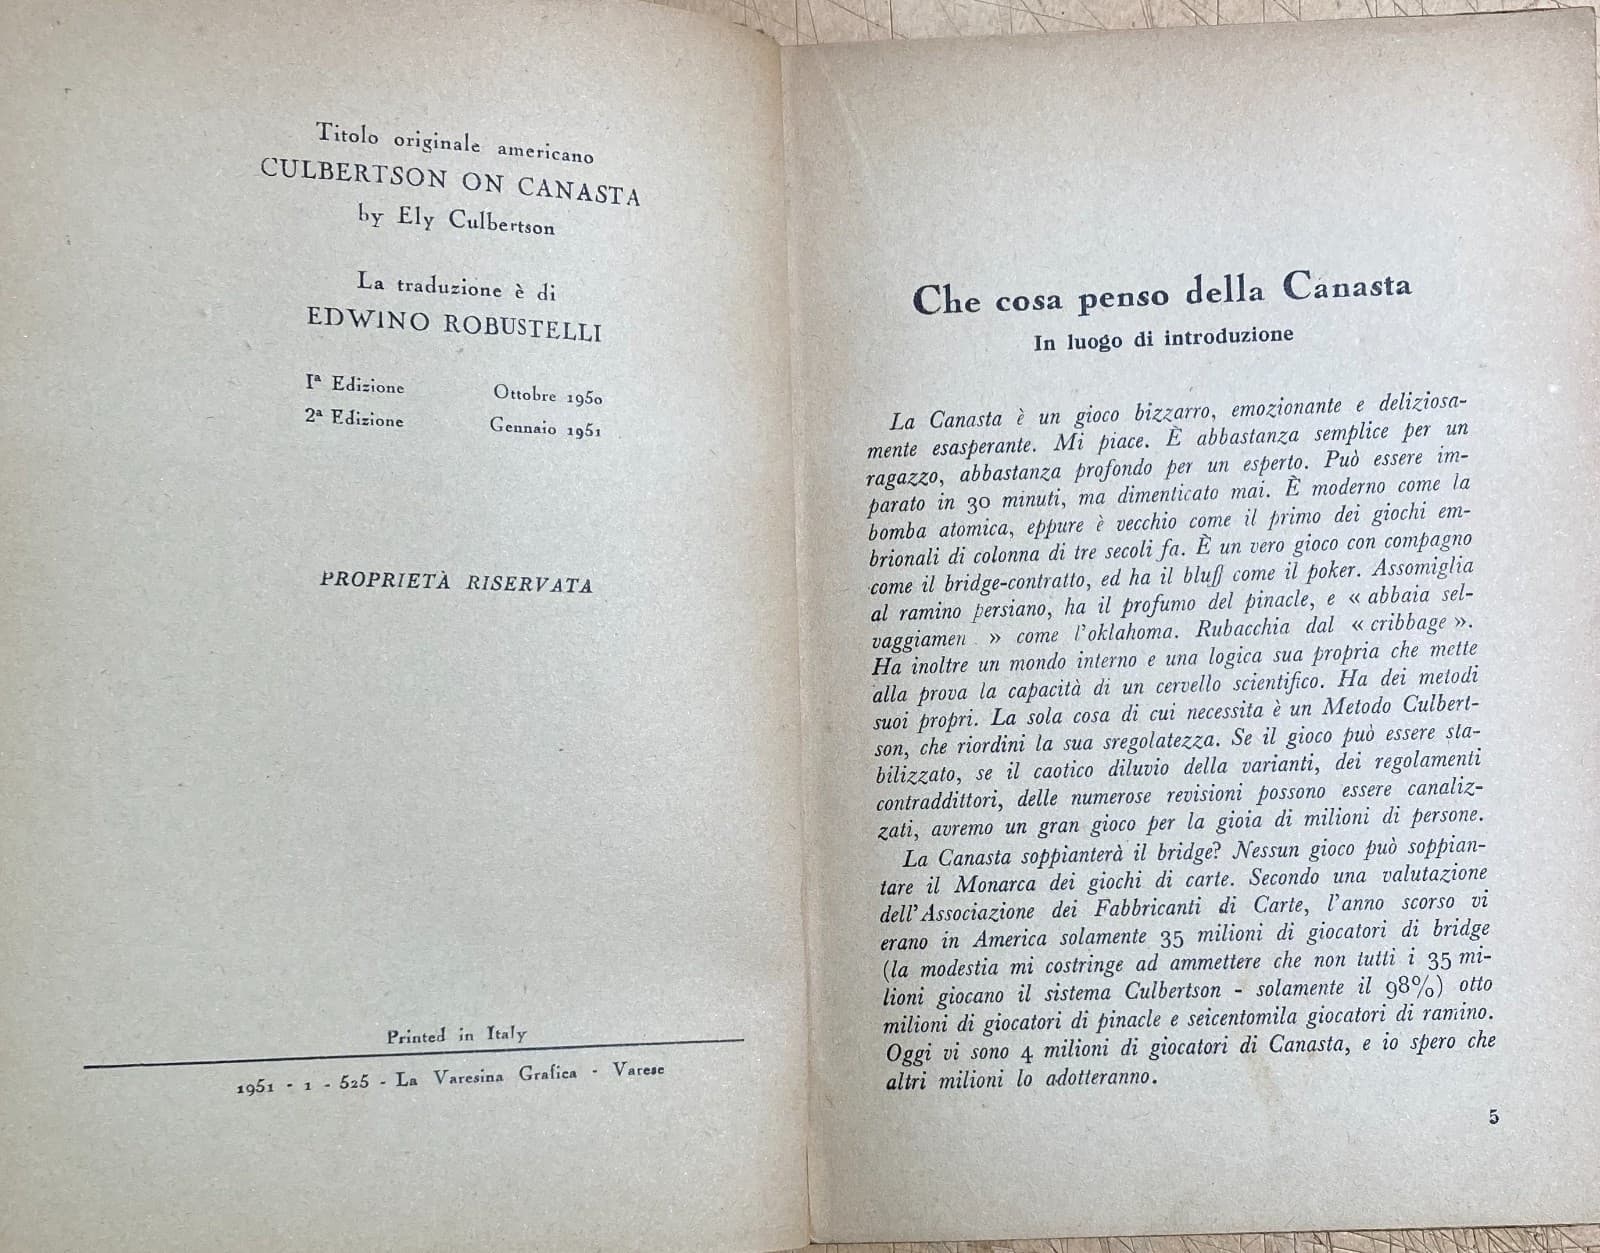 Titolo originale americano
CULBERTSON ON CANASTA
by Ely Culbertson
La traduzione è di
EDWINO ROBUSTELLI
Iª Edizione Ottobre 1950
2ª Edizione Gennaio 1951
PROPRIETÀ RISERVATA
Printed in Italy
1951 - 1 - 525 - La Varesina Grafica - Varese
Che cosa penso della Canasta
In luogo di introduzione
La Canasta è un gioco bizzarro, emozionante e deliziosa-
mente esasperante. Mi piace. È abbastanza semplice per un
ragazzo, abbastanza profondo per un esperto. Può essere im-
parato in 30 minuti, ma dimenticato mai. È moderno come la
bomba atomica, eppure è vecchio come il primo dei giochi em-
brionali di colonna di tre secoli fa. È un vero gioco con compagno
come il bridge-contratto, ed ha il bluff come il poker. Assomiglia
al ramino persiano, ha il profumo del pinacle, e « abbaia sel-
vaggiamen » come l'oklahoma. Rubacchia dal « cribbage ».
Ha inoltre un mondo interno e una logica sua propria che mette
alla prova la capacità di un cervello scientifico. Ha dei metodi
suoi propri. La sola cosa di cui necessita è un Metodo Culbert-
son, che riordini la sua sregolatezza. Se il gioco può essere sta-
bilizzato, se il caotico diluvio della varianti, dei regolamenti
contraddittori, delle numerose revisioni possono essere canaliz-
zati, avremo un gran gioco per la gioia di milioni di persone.
La Canasta soppianterà il bridge? Nessun gioco può soppian-
tare il Monarca dei giochi di carte. Secondo una valutazione
dell'Associazione dei Fabbricanti di Carte, l'anno scorso vi
erano in America solamente 35 milioni di giocatori di bridge
(la modestia mi costringe ad ammettere che non tutti i 35 mi-
lioni giocano il sistema Culbertson - solamente il 98%) otto
milioni di giocatori di pinacle e seicentomila giocatori di ramino.
Oggi vi sono 4 milioni di giocatori di Canasta, e io spero che
altri milioni lo adotteranno.
5